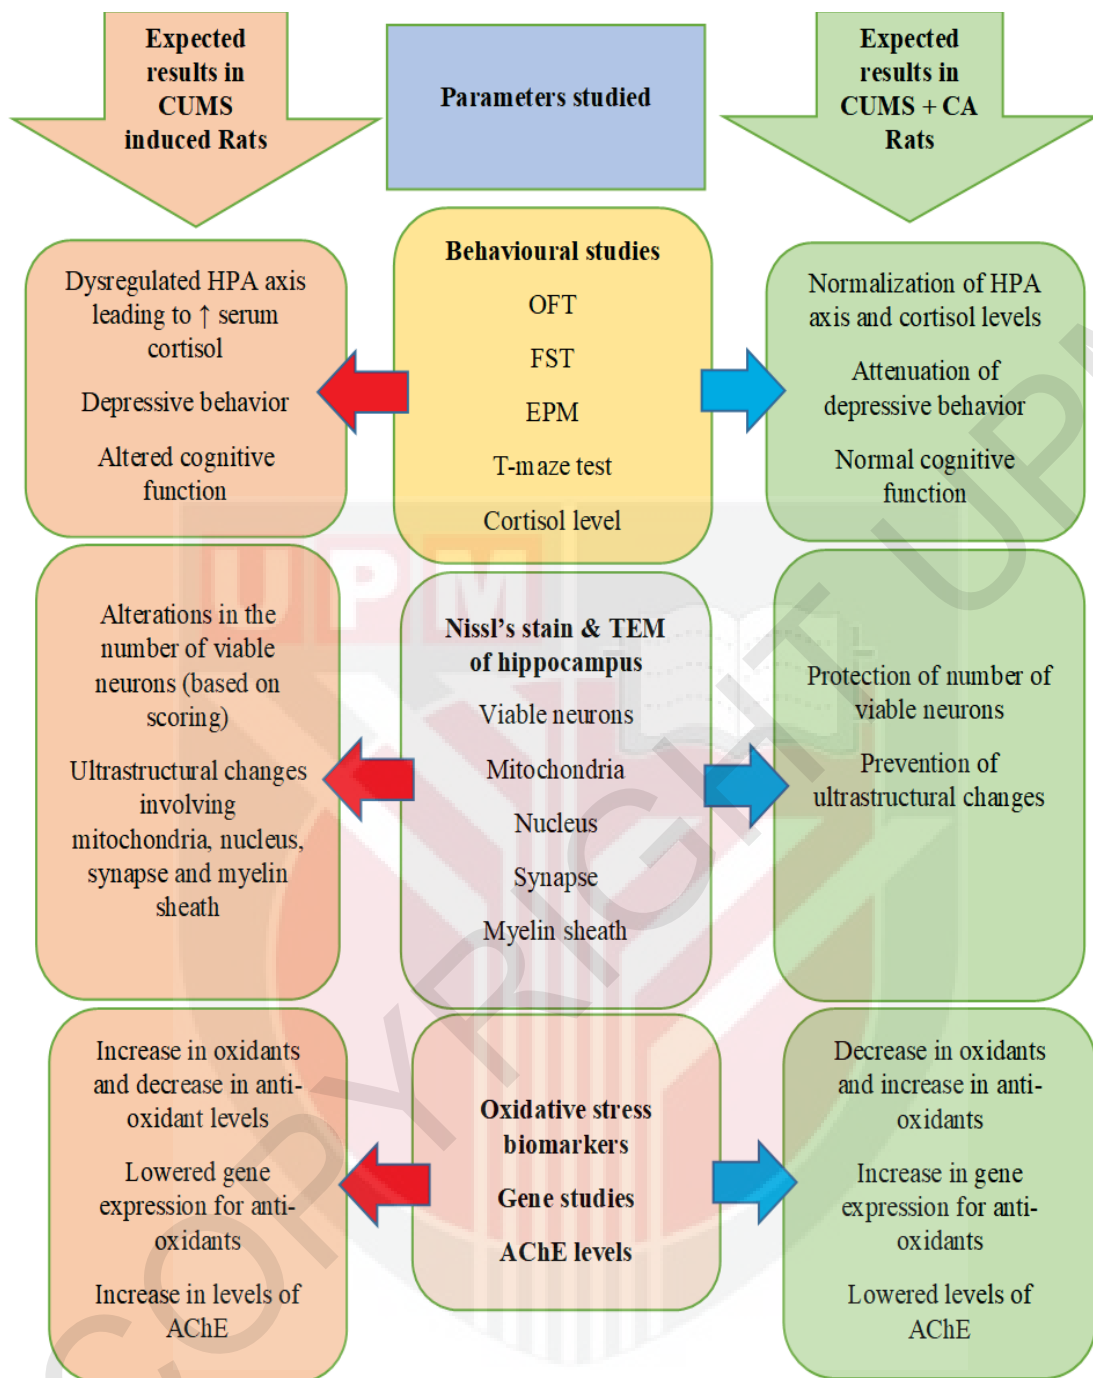 Expected
results in
CUMS
induced Rats
Parameters studied
Expected
results in
CUMS + CA
Rats
Dysregulated HPA axis
leading to ↑ serum
cortisol
Depressive behavior
Altered cognitive
function
Behavioural studies
OFT
FST
EPM
T-maze test
Cortisol level
Normalization of HPA
axis and cortisol levels
Attenuation of
depressive behavior
Normal cognitive
function
Alterations in the
number of viable
neurons (based on
scoring)
Ultrastructural changes
involving
mitochondria, nucleus,
synapse and myelin
sheath
Nissl's stain & TEM
of hippocampus
Viable neurons
Mitochondria
Nucleus
Synapse
Myelin sheath
Protection of number of
viable neurons
Prevention of
ultrastructural changes
Increase in oxidants
and decrease in anti-
oxidant levels
Lowered gene
expression for anti-
oxidants
Increase in levels of
AChE
Oxidative stress
biomarkers
Gene studies
AChE levels
Decrease in oxidants
and increase in anti-
oxidants
Increase in gene
expression for anti-
oxidants
Lowered levels of
AChE
UPM
COPYRIGHT UPM